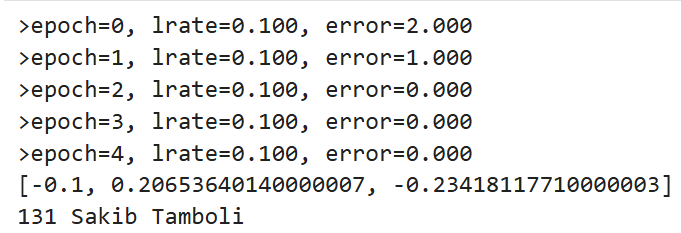 >epoch=0, lrate=0.100, error=2.000
>epoch=1, lrate=0.100, error=1.000
>epoch=2, lrate=0.100, error=0.000
>epoch=3, lrate=0.100, error=0.000
>epoch=4, lrate=0.100, error=0.000
[-0.1, 0.20653640140000007, -0.23418117710000003]
131 Sakib Tamboli